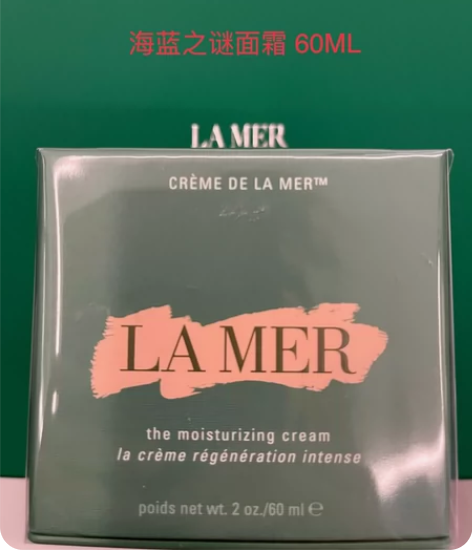 海蓝之谜面霜 60ML
LA MER
CRÈME DE LA MER™
LA MER
the moisturizing cream
la crème régénération intense
poids net wt. 2 oz./60 ml ℮